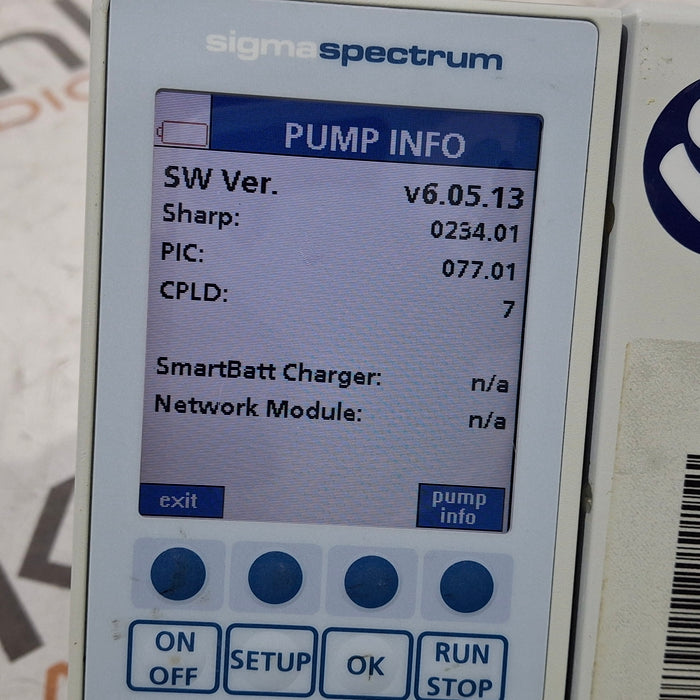 sigmaspectrum
PUMP INFO
SW Ver. v6.05.13
Sharp: 0234.01
PIC: 077.01
CPLD: 7
SmartBatt Charger: n/a
Network Module: n/a
exit
pump
info
ON
OFF
SETUP
OK
RUN
STOP